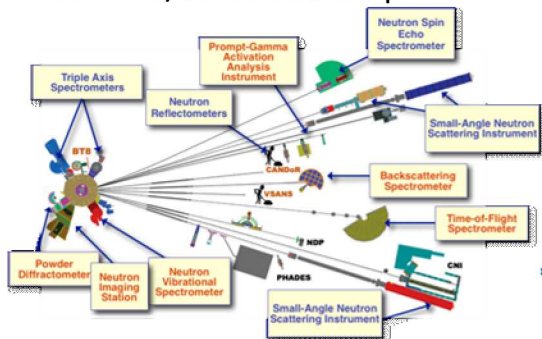 Neutron Spin
Echo
Spectrometer
Prompt-Gamma
Activation
Analysis
Instrument
Triple Axis
Spectrometers
Neutron
Reflectometers
Small-Angle Neutron
Scattering Instrument
BT8
CANDoR
Backscattering
Spectrometer
VSANS
Time-of-Flight
Spectrometer
NDP
CNI
PHADES
Powder
Diffractometer
Neutron
Imaging
Station
Neutron
Vibrational
Spectrometer
Small-Angle Neutron
Scattering Instrument